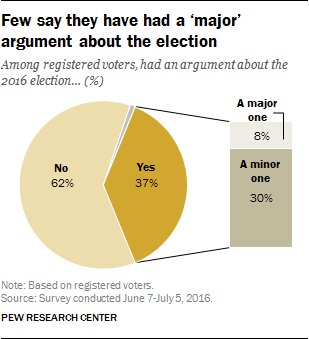 Few say they have had a ‘major’
argument about the election
Among registered voters, had an argument about the
2016 election... (%)
A major
one
8%
No
62%
Yes
37%
A minor
one
30%
Note: Based on registered voters.
Source: Survey conducted June 7-July 5, 2016.
PEW RESEARCH CENTER